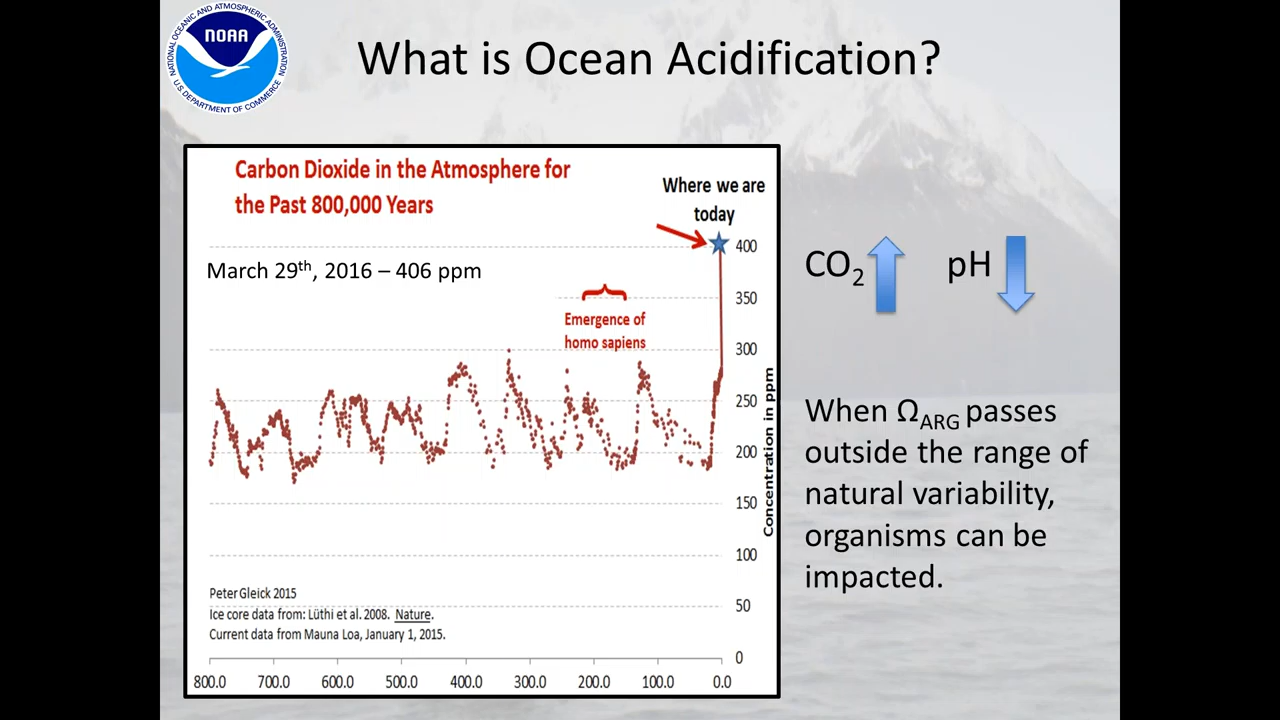 NATIONAL OCEANIC AND ATMOSPHERIC ADMINISTRATION
NOAA
U.S. DEPARTMENT OF COMMERCE
What is Ocean Acidification?
Carbon Dioxide in the Atmosphere for
the Past 800,000 Years
Where we are
today
March 29th, 2016 – 406 ppm
Emergence of
homo sapiens
400
350
300
250
200
150
100
50
0
Concentration in ppm
Peter Gleick 2015
Ice core data from: Lüthi et al. 2008. Nature.
Current data from Mauna Loa, January 1, 2015.
800.0 700.0 600.0 500.0 400.0 300.0 200.0 100.0 0.0
CO2 pH
When ΩARG passes
outside the range of
natural variability,
organisms can be
impacted.